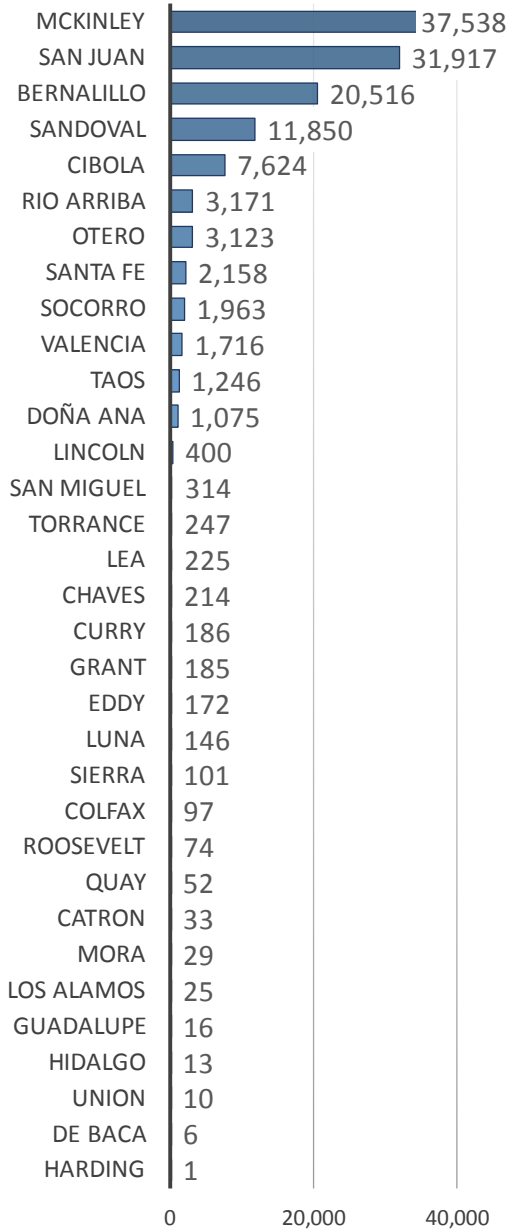 MCKINLEY 37,538
SAN JUAN 31,917
BERNALILLO 20,516
SANDOVAL 11,850
CIBOLA 7,624
RIO ARRIBA 3,171
OTERO 3,123
SANTA FE 2,158
SOCORRO 1,963
VALENCIA 1,716
TAOS 1,246
DOÑA ANA 1,075
LINCOLN 400
SAN MIGUEL 314
TORRANCE 247
LEA 225
CHAVES 214
CURRY 186
GRANT 185
EDDY 172
LUNA 146
SIERRA 101
COLFAX 97
ROOSEVELT 74
QUAY 52
CATRON 33
MORA 29
LOS ALAMOS 25
GUADALUPE 16
HIDALGO 13
UNION 10
DE BACA 6
HARDING 1
0 20,000 40,000